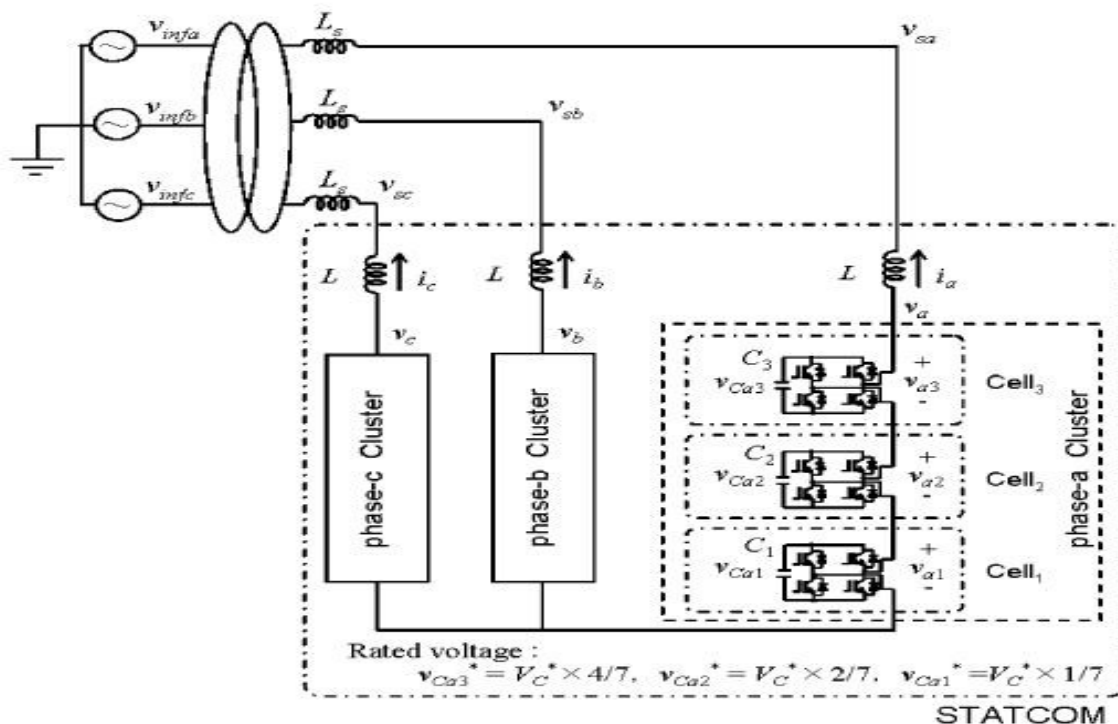 v_infa
L_s
v_sa
v_infb
L_s
v_sb
v_infc
L_s
v_sc
L
i_c
L
i_b
L
i_a
v_c
v_b
v_a
phase-c Cluster
phase-b Cluster
phase-a Cluster
C_3
v_Ca3
+
v_a3
-
Cell_3
C_2
v_Ca2
+
v_a2
-
Cell_2
C_1
v_Ca1
+
v_a1
-
Cell_1
Rated voltage :
v_Ca3* = V_C* × 4/7, v_Ca2* = V_C* × 2/7, v_Ca1* =V_C* × 1/7
STATCOM